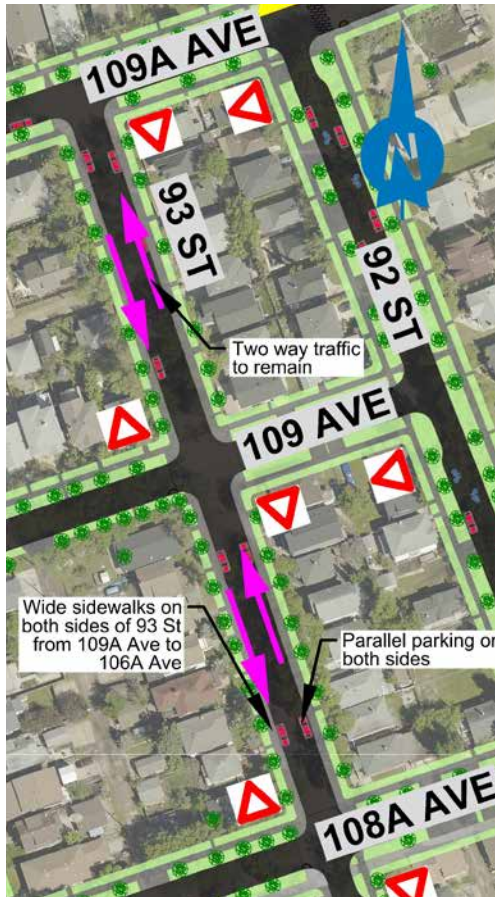 109A AVE
N
93 ST
92 ST
Two way traffic
to remain
109 AVE
Wide sidewalks on
both sides of 93 St
from 109A Ave to
106A Ave
Parallel parking on
both sides
108A AVE